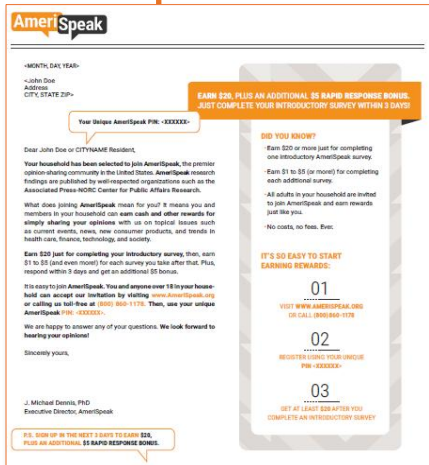 AmeriSpeak
<MONTH, DAY, YEAR>
<John Doe
Address
CITY, STATE ZIP>
Your Unique AmeriSpeak PIN: <XXXXXX>
Dear John Doe or CITYNAME Resident,
Your household has been selected to join AmeriSpeak, the premier
opinion-sharing community in the United States. AmeriSpeak research
findings are published by well-respected organizations such as the
Associated Press-NORC Center for Public Affairs Research.
What does joining AmeriSpeak mean for you? It means you and
members in your household can earn cash and other rewards for
simply sharing your opinions with us on topical issues such
as current events, news, new consumer products, and trends in
health care, finance, technology, and society.
Earn $20 just for completing your introductory survey, then, earn
$1 to $5 (and even more!) for each survey you take after that. Plus,
respond within 3 days and get an additional $5 bonus.
It is easy to join AmeriSpeak. You and anyone over 18 in your house-
hold can accept our invitation by visiting www.AmeriSpeak.org
or calling us toll-free at (800) 860-1178. Then, use your unique
AmeriSpeak PIN: <XXXXXX>.
We are happy to answer any of your questions. We look forward to
hearing your opinions!
Sincerely yours,
J. Michael Dennis, PhD
Executive Director, AmeriSpeak
P.S. SIGN UP IN THE NEXT 3 DAYS TO EARN $20,
PLUS AN ADDITIONAL $5 RAPID RESPONSE BONUS.
EARN $20, PLUS AN ADDITIONAL $5 RAPID RESPONSE BONUS.
JUST COMPLETE YOUR INTRODUCTORY SURVEY WITHIN 3 DAYS!
DID YOU KNOW?
•Earn $20 or more just for completing
one introductory AmeriSpeak survey.
•Earn $1 to $5 (or more!) for completing
each additional survey.
•All adults in your household are invited
to join AmeriSpeak and earn rewards
just like you.
•No costs, no fees. Ever.
IT'S SO EASY TO START
EARNING REWARDS:
01
VISIT WWW.AMERISPEAK.ORG
OR CALL (800)860-1178
02
REGISTER USING YOUR UNIQUE
PIN <XXXXXX>
03
GET AT LEAST $20 AFTER YOU
COMPLETE AN INTRODUCTORY SURVEY